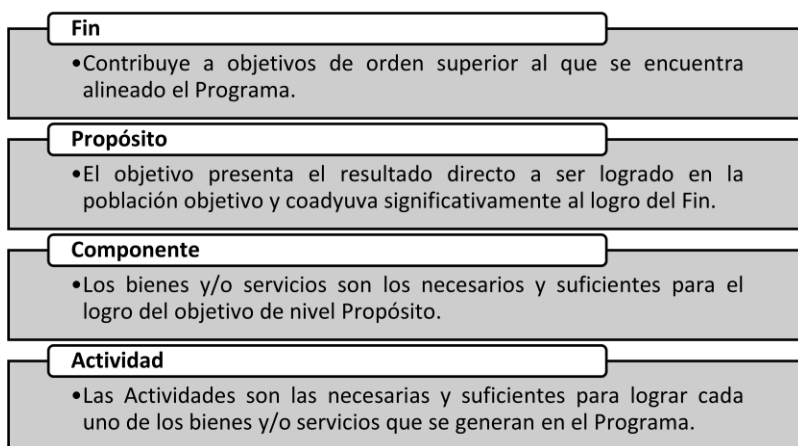 Fin
•Contribuye a objetivos de orden superior al que se encuentra
alineado el Programa.
Propósito
•El objetivo presenta el resultado directo a ser logrado en la
población objetivo y coadyuva significativamente al logro del Fin.
Componente
•Los bienes y/o servicios son los necesarios y suficientes para el
logro del objetivo de nivel Propósito.
Actividad
•Las Actividades son las necesarias y suficientes para lograr cada
uno de los bienes y/o servicios que se generan en el Programa.